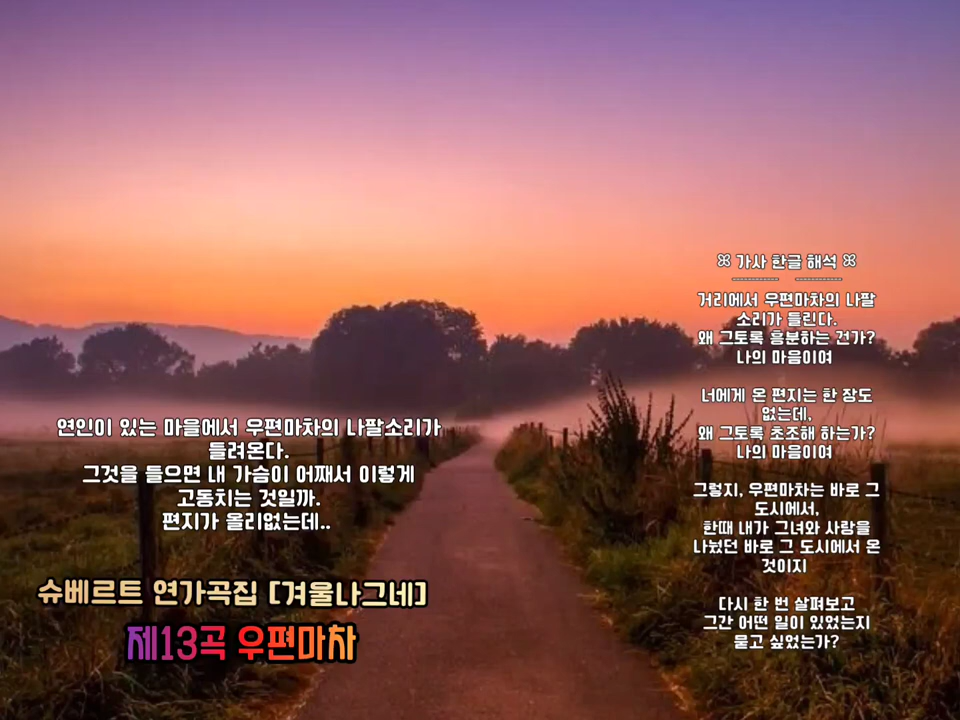 연인이 있는 마을에서 우편마차의 나팔소리가
들려온다.
그것을 들으면 내 가슴이 어째서 이렇게
고동치는 것일까.
편지가 올리없는데..
슈베르트 연가곡집 [겨울나그네]
제13곡 우편마차
ꕤ 가사 한글 해석 ꕤ
거리에서 우편마차의 나팔
소리가 들린다.
왜 그토록 흥분하는 건가?
나의 마음이여
너에게 온 편지는 한 장도
없는데,
왜 그토록 초조해 하는가?
나의 마음이여
그렇지, 우편마차는 바로 그
도시에서,
한때 내가 그녀와 사랑을
나눴던 바로 그 도시에서 온
것이지
다시 한 번 살펴보고
그간 어떤 일이 있었는지
묻고 싶었는가?